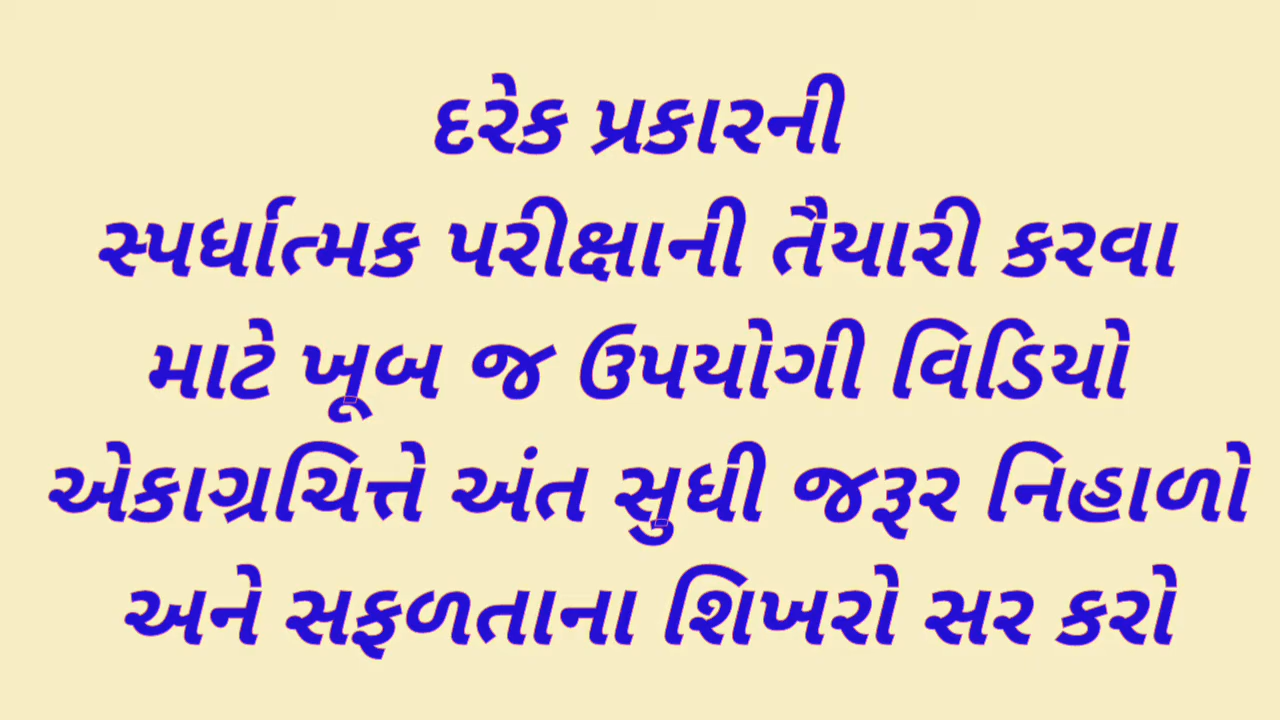 દરેક પ્રકારની
સ્પર્ધાત્મક પરીક્ષાની તૈયારી કરવા
માટે ખૂબ જ ઉપયોગી વિડિયો
એકાગ્રચિત્તે અંત સુધી જરૂર નિહાળો
અને સફળતાના શિખરો સર કરો